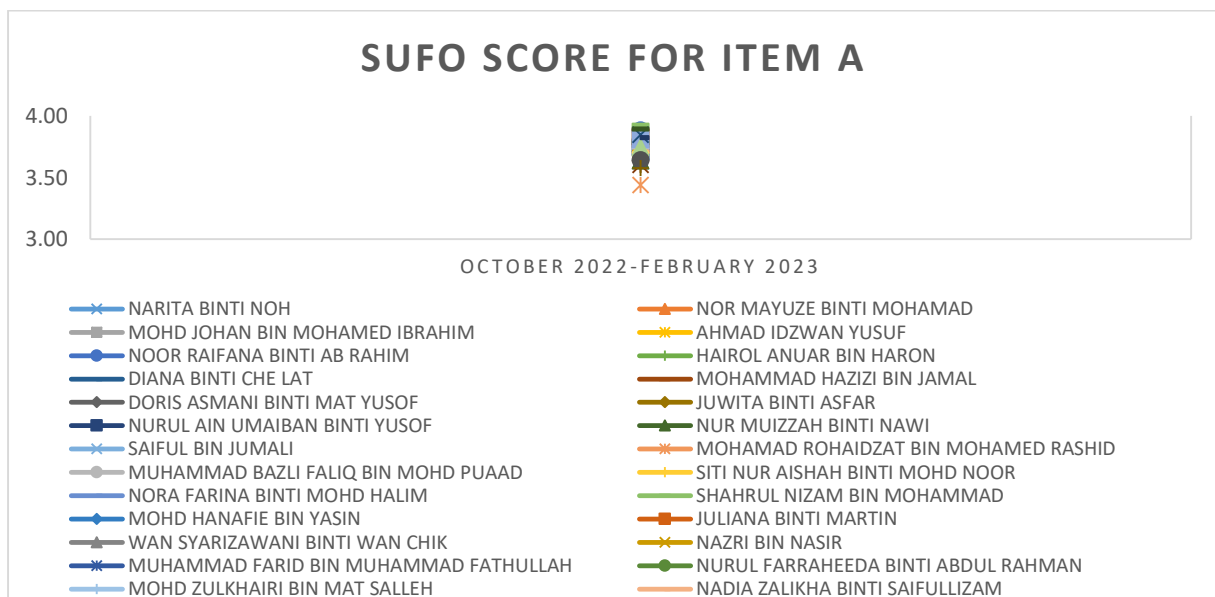 SUFO SCORE FOR ITEM A
4.00
3.50
3.00
OCTOBER 2022-FEBRUARY 2023
NARITA BINTI NOH
NOR MAYUZE BINTI MOHAMAD
MOHD JOHAN BIN MOHAMED IBRAHIM
AHMAD IDZWAN YUSUF
NOOR RAIFANA BINTI AB RAHIM
HAIROL ANUAR BIN HARON
DIANA BINTI CHE LAT
MOHAMMAD HAZIZI BIN JAMAL
DORIS ASMANI BINTI MAT YUSOF
JUWITA BINTI ASFAR
NURUL AIN UMAIBAN BINTI YUSOF
NUR MUIZZAH BINTI NAWI
SAIFUL BIN JUMALI
MOHAMAD ROHAIDZAT BIN MOHAMED RASHID
MUHAMMAD BAZLI FALIQ BIN MOHD PUAAD
SITI NUR AISHAH BINTI MOHD NOOR
NORA FARINA BINTI MOHD HALIM
SHAHRUL NIZAM BIN MOHAMMAD
MOHD HANAFIE BIN YASIN
JULIANA BINTI MARTIN
WAN SYARIZAWANI BINTI WAN CHIK
NAZRI BIN NASIR
MUHAMMAD FARID BIN MUHAMMAD FATHULLAH
NURUL FARRAHEEDA BINTI ABDUL RAHMAN
MOHD ZULKHAIRI BIN MAT SALLEH
NADIA ZALIKHA BINTI SAIFULLIZAM